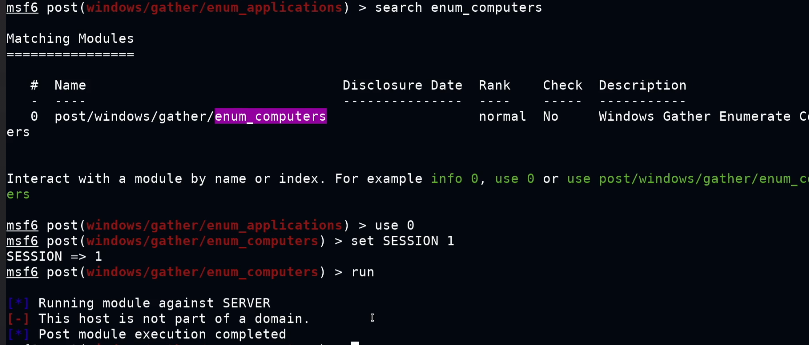 msf6 post(windows/gather/enum_applications) > search enum_computers
Matching Modules
================
#  Name                                Disclosure Date  Rank    Check  Description
-  ----                                ---------------  ----    -----  -----------
0  post/windows/gather/enum_computers                   normal  No     Windows Gather Enumerate Co
ers
Interact with a module by name or index. For example info 0, use 0 or use post/windows/gather/enum_co
ers
msf6 post(windows/gather/enum_applications) > use 0
msf6 post(windows/gather/enum_computers) > set SESSION 1
SESSION => 1
msf6 post(windows/gather/enum_computers) > run
[*] Running module against SERVER
[-] This host is not part of a domain.
[*] Post module execution completed